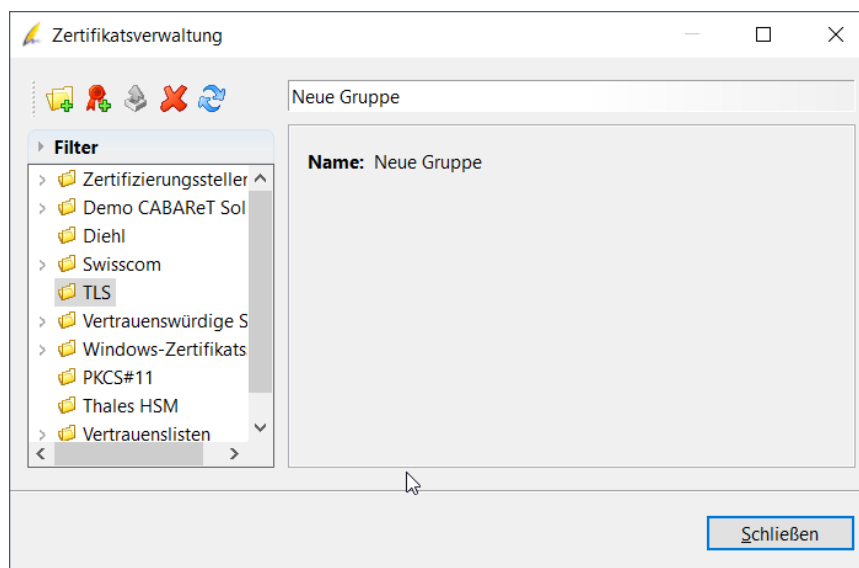 Zertifikatsverwaltung
Neue Gruppe
Filter
Name: Neue Gruppe
Zertifizierungssteller
Demo CABAReT Sol
Diehl
Swisscom
TLS
Vertrauenswürdige S
Windows-Zertifikats
PKCS#11
Thales HSM
Vertrauenslisten
Schließen